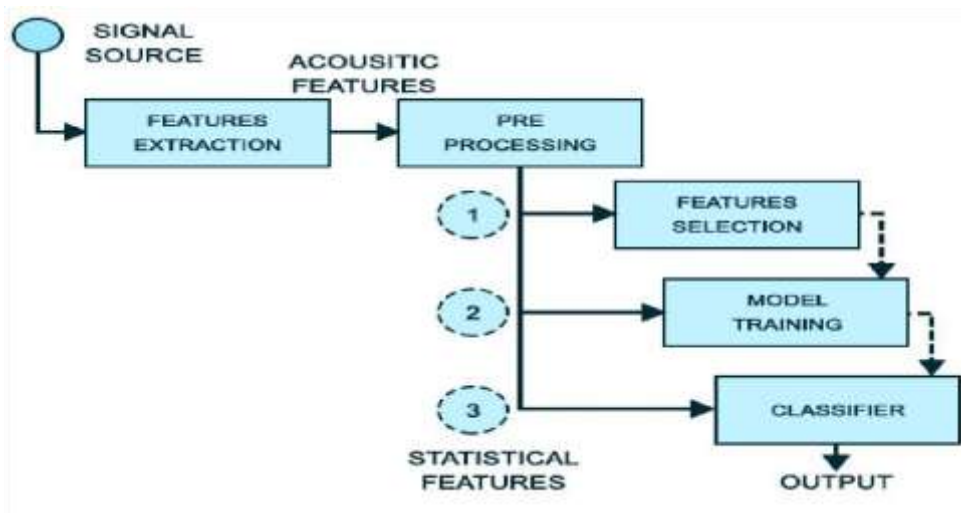 SIGNAL
SOURCE
ACOUSITIC
FEATURES
FEATURES
EXTRACTION
PRE
PROCESSING
1
FEATURES
SELECTION
2
MODEL
TRAINING
3
CLASSIFIER
STATISTICAL
FEATURES
OUTPUT